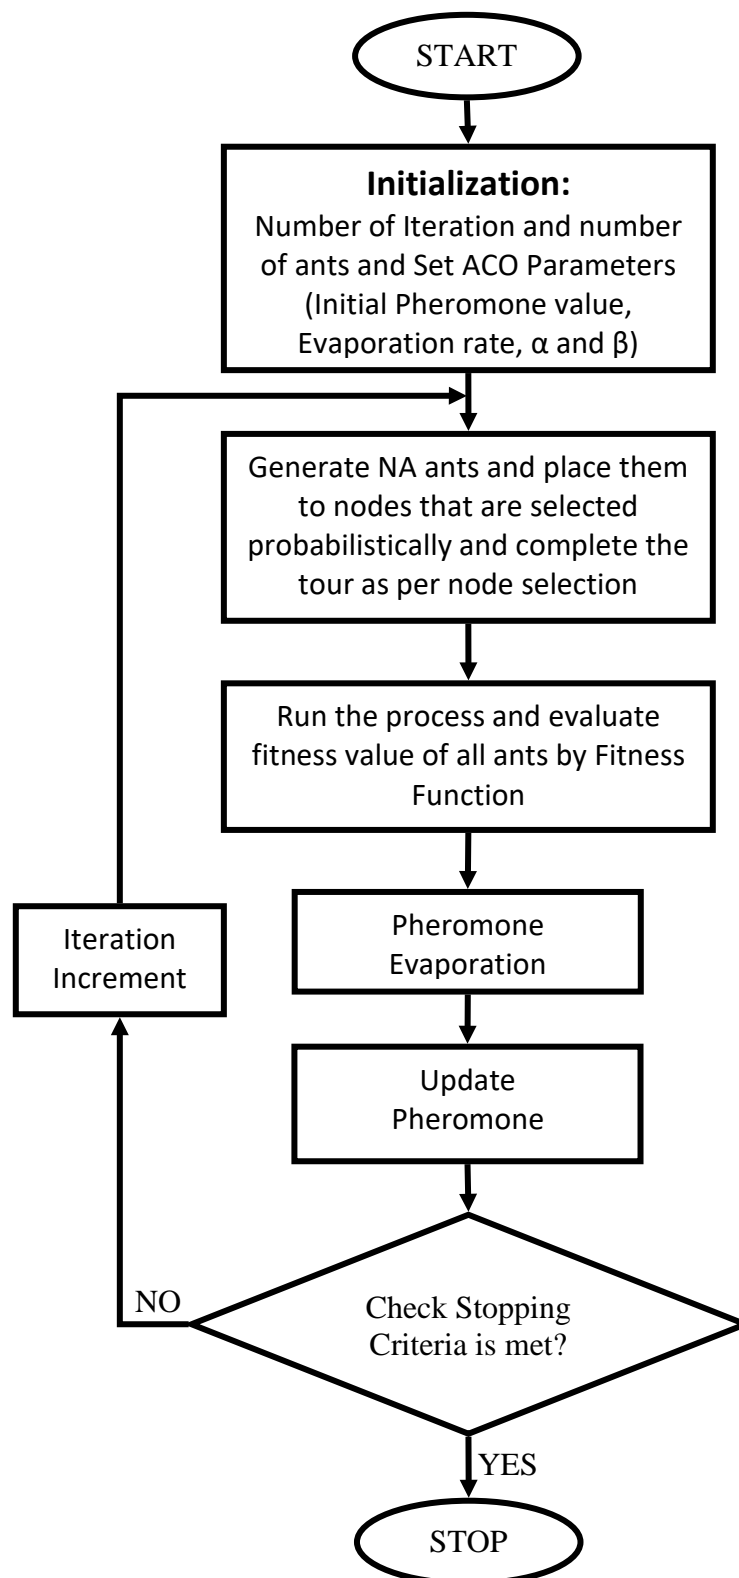 START
Initialization:
Number of Iteration and number
of ants and Set ACO Parameters
(Initial Pheromone value,
Evaporation rate, α and β)
Generate NA ants and place them
to nodes that are selected
probabilistically and complete the
tour as per node selection
Run the process and evaluate
fitness value of all ants by Fitness
Function
Pheromone
Evaporation
Iteration
Increment
Update
Pheromone
NO
Check Stopping
Criteria is met?
YES
STOP